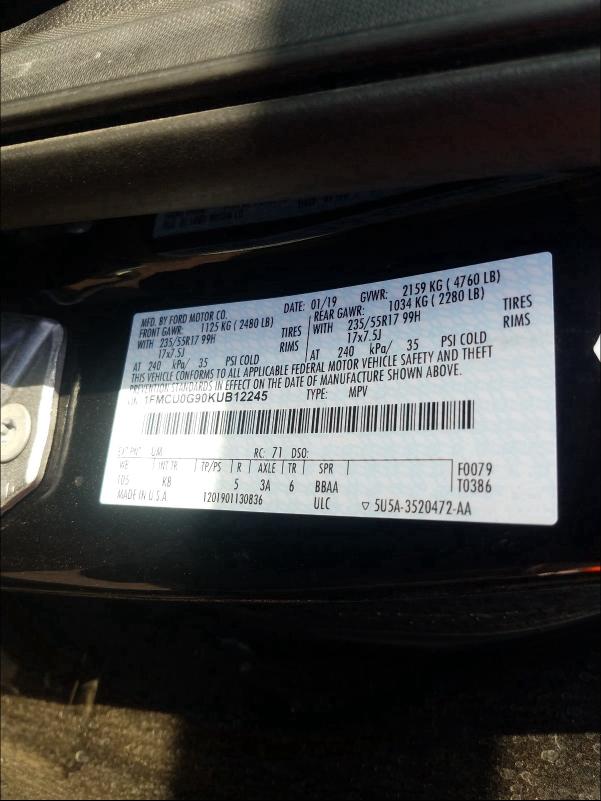 MFD. BY FORD MOTOR CO. DATE: 01/19 GVWR: 2159 KG ( 4760 LB)
FRONT GAWR: 1125 KG ( 2480 LB) REAR GAWR: 1034 KG ( 2280 LB)
WITH 235/55R17 99H TIRES WITH 235/55R17 99H TIRES
17x7.5J RIMS 17x7.5J RIMS
AT 240 kPa/ 35 PSI COLD AT 240 kPa/ 35 PSI COLD
THIS VEHICLE CONFORMS TO ALL APPLICABLE FEDERAL MOTOR VEHICLE SAFETY AND THEFT
PREVENTION STANDARDS IN EFFECT ON THE DATE OF MANUFACTURE SHOWN ABOVE.
1FMCU0G90KUB12245 TYPE: MPV
EXT PNT: UM RC: 71 DSO:
WB INT TR TP/PS R AXLE TR SPR F0079
105 KB 5 3A 6 BBAA T0386
MADE IN U.S.A. 1201901130836 ULC ▽ 5U5A-3520472-AA